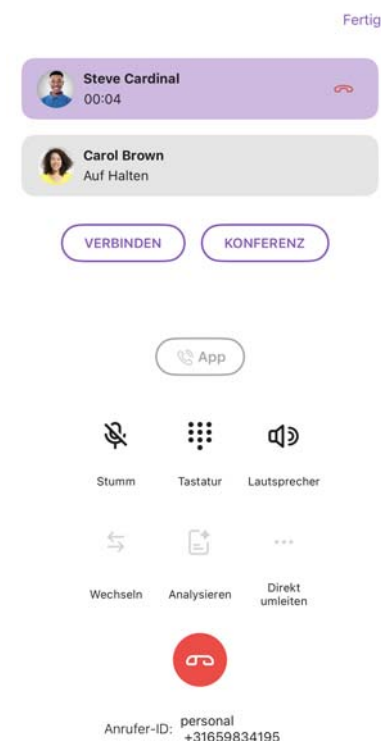 Fertig
Steve Cardinal
00:04
Carol Brown
Auf Halten
VERBINDEN
KONFERENZ
App
Stumm
Tastatur
Lautsprecher
Wechseln
Analysieren
Direkt
umleiten
Anrufer-ID: personal
+31659834195